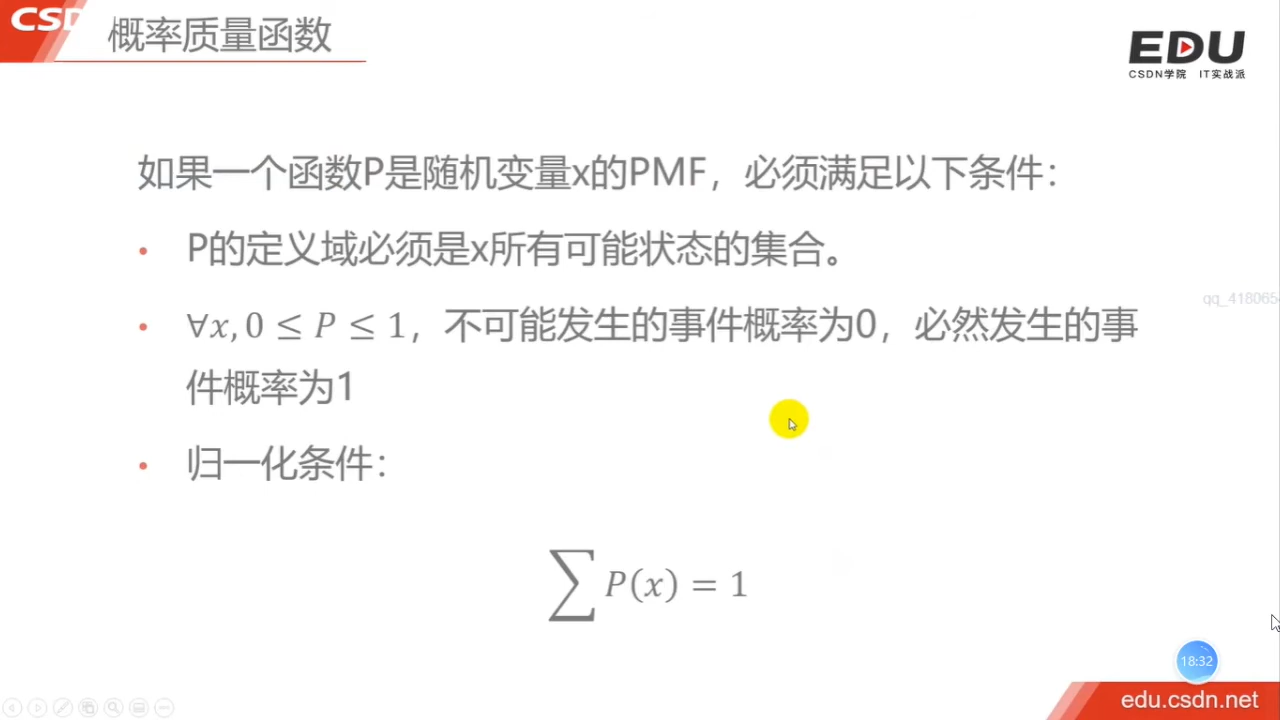 CSD
概率质量函数
EDU
CSDN学院 IT实战派
如果一个函数P是随机变量x的PMF，必须满足以下条件：
• P的定义域必须是x所有可能状态的集合。
qq_418065
• ∀x, 0 ≤ P ≤ 1，不可能发生的事件概率为0，必然发生的事
件概率为1
• 归一化条件：
∑ P(x) = 1
18:32
edu.csdn.net